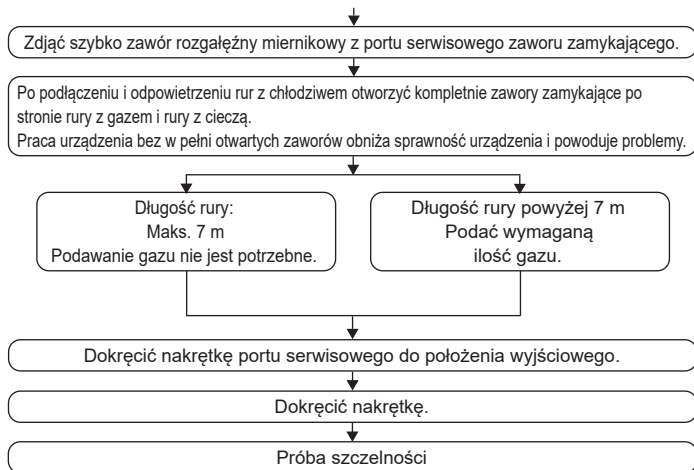 Zdjąć szybko zawór rozgałęźny miernikowy z portu serwisowego zaworu zamykającego.
Po podłączeniu i odpowietrzeniu rur z chłodziwem otworzyć kompletnie zawory zamykające po
stronie rury z gazem i rury z cieczą.
Praca urządzenia bez w pełni otwartych zaworów obniża sprawność urządzenia i powoduje problemy.
Długość rury:
Maks. 7 m
Podawanie gazu nie jest potrzebne.
Długość rury powyżej 7 m
Podać wymaganą
ilość gazu.
Dokręcić nakrętkę portu serwisowego do położenia wyjściowego.
Dokręcić nakrętkę.
Próba szczelności